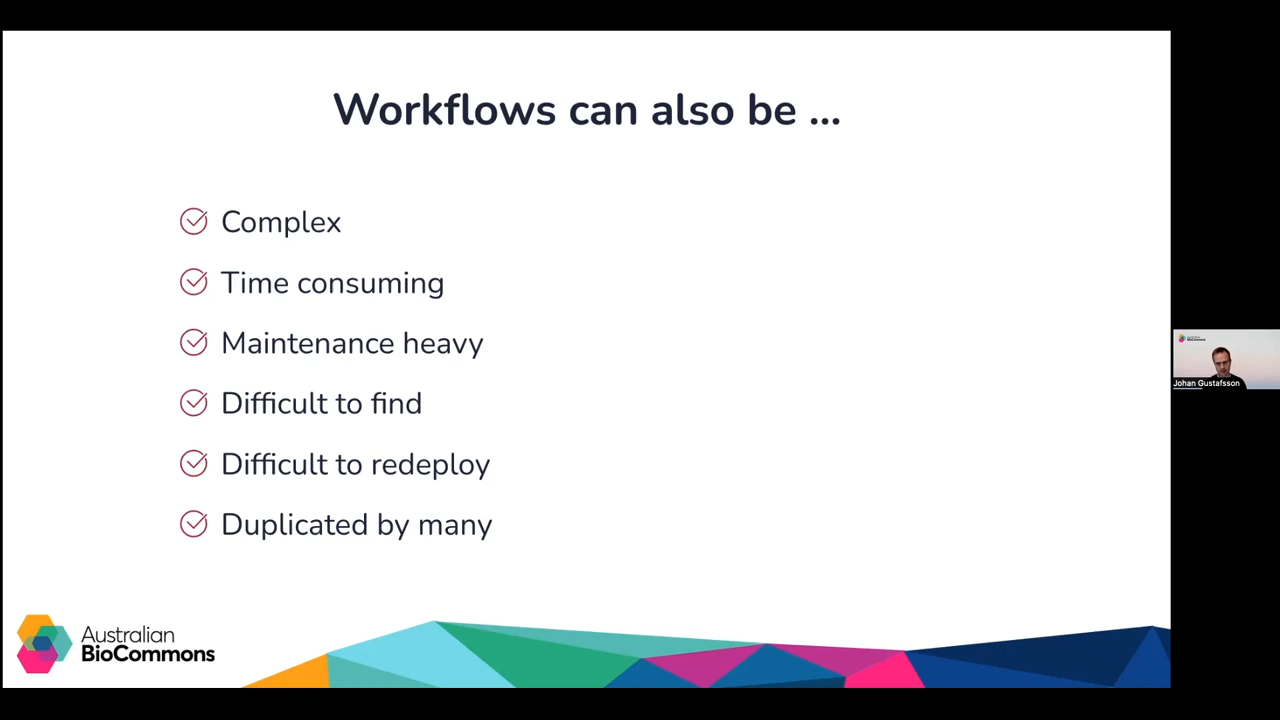 Workflows can also be ...
Complex
Time consuming
Maintenance heavy
Difficult to find
Difficult to redeploy
Duplicated by many
Australian
BioCommons
BioCommons
Johan Gustafsson